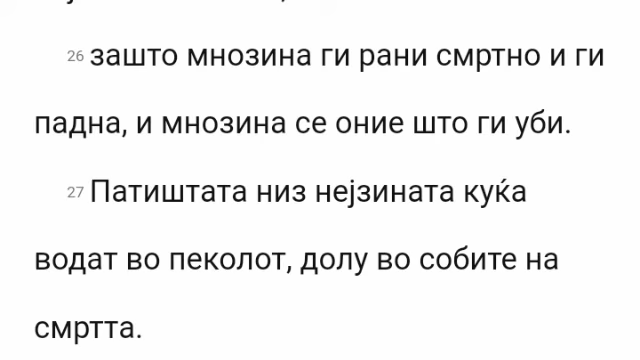 26 зашто мнозина ги рани смртно и ги
падна, и мнозина се оние што ги уби.
27 Патиштата низ нејзината куќа
водат во пеколот, долу во собите на
смртта.